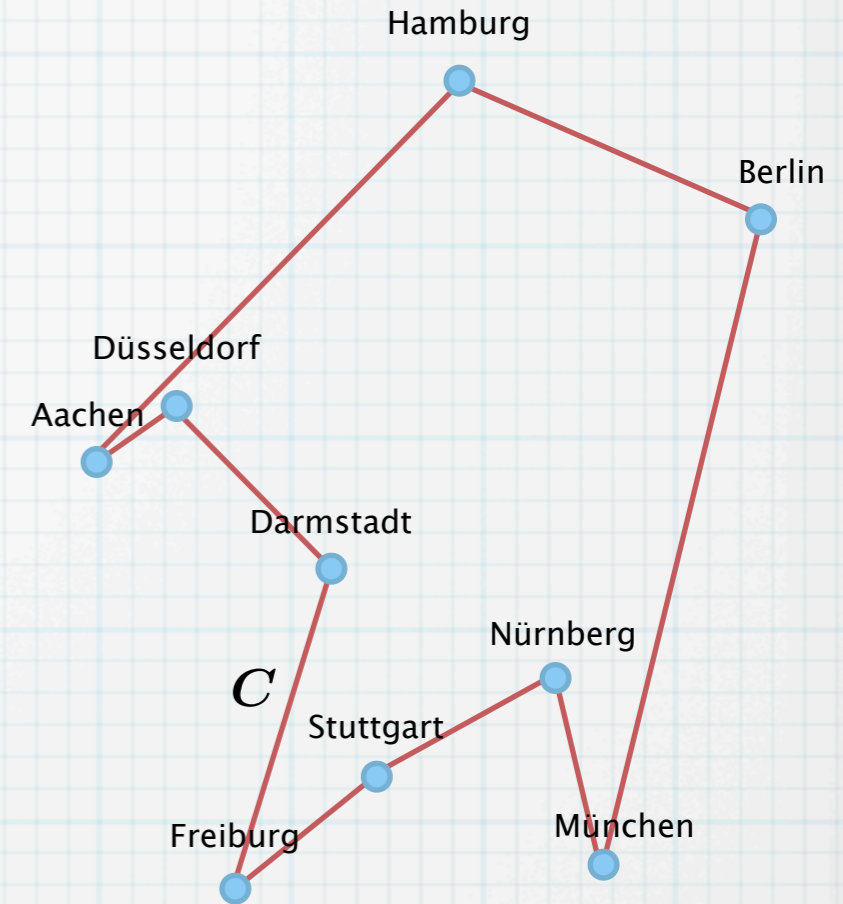 Hamburg
Berlin
Düsseldorf
Aachen
Darmstadt
Nürnberg
C
Stuttgart
München
Freiburg